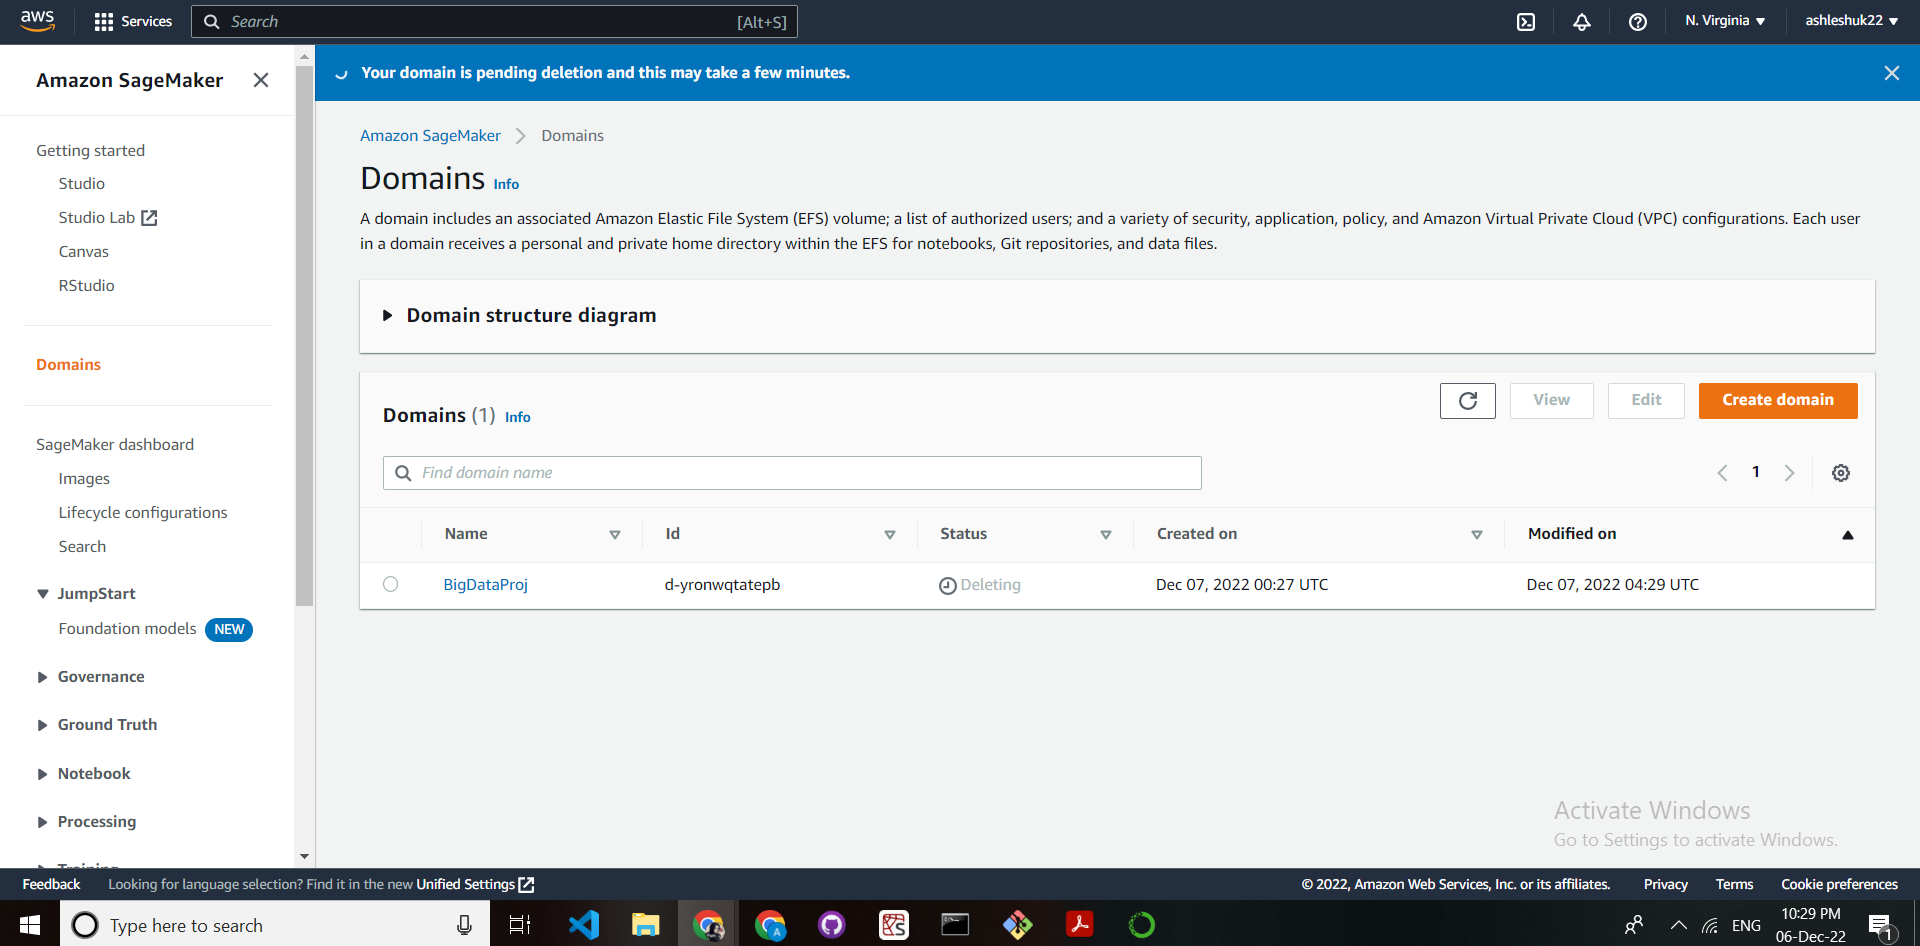 aws
Services
Search
[Alt+S]
N. Virginia
ashleshuk22
Amazon SageMaker
Getting started
Studio
Studio Lab
Canvas
RStudio
Domains
SageMaker dashboard
Images
Lifecycle configurations
Search
JumpStart
Foundation models NEW
Governance
Ground Truth
Notebook
Processing
Training
Your domain is pending deletion and this may take a few minutes.
Amazon SageMaker
Domains
Domains Info
A domain includes an associated Amazon Elastic File System (EFS) volume; a list of authorized users; and a variety of security, application, policy, and Amazon Virtual Private Cloud (VPC) configurations. Each user
in a domain receives a personal and private home directory within the EFS for notebooks, Git repositories, and data files.
Domain structure diagram
Domains (1) Info
View
Edit
Create domain
Find domain name
1
Name
Id
Status
Created on
Modified on
BigDataProj
d-yronwqtatepb
Deleting
Dec 07, 2022 00:27 UTC
Dec 07, 2022 04:29 UTC
Activate Windows
Go to Settings to activate Windows.
Feedback
Looking for language selection? Find it in the new Unified Settings
© 2022, Amazon Web Services, Inc. or its affiliates.
Privacy
Terms
Cookie preferences
Type here to search
A
ENG
10:29 PM
06-Dec-22
1